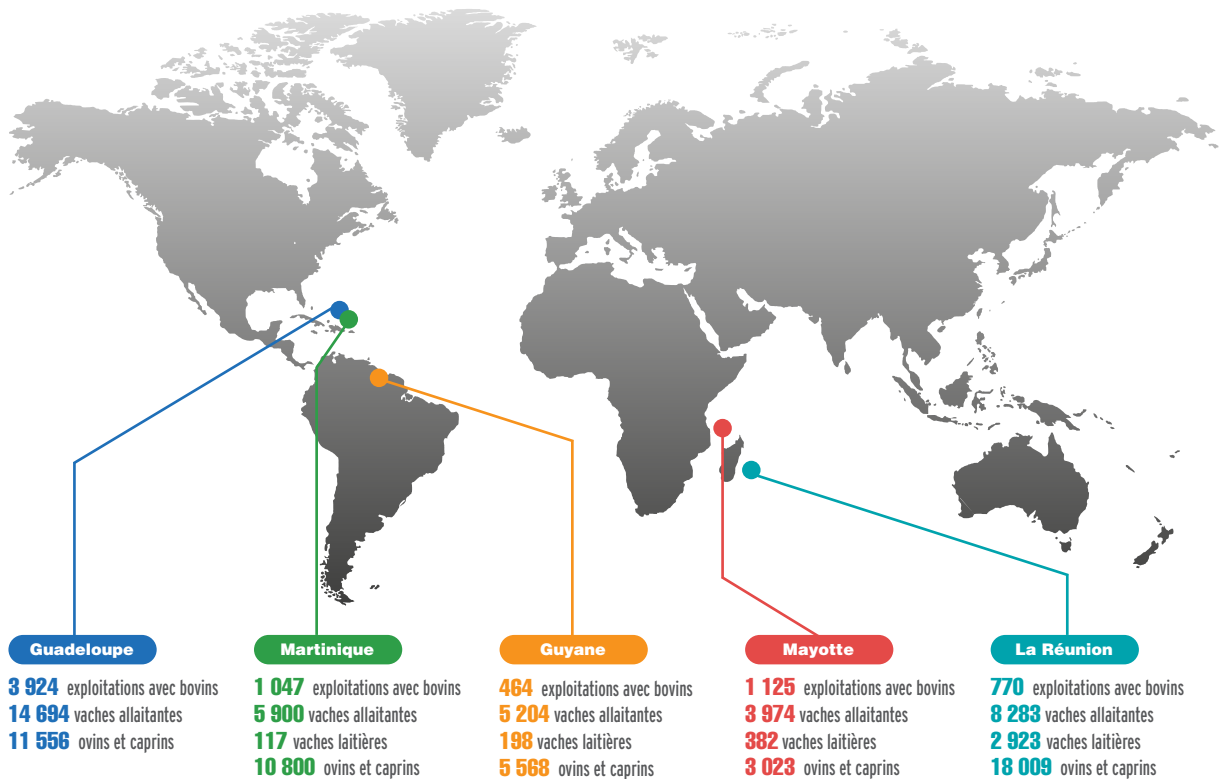 Guadeloupe
3 924 exploitations avec bovins
14 694 vaches allaitantes
11 556 ovins et caprins
Martinique
1 047 exploitations avec bovins
5 900 vaches allaitantes
117 vaches laitières
10 800 ovins et caprins
Guyane
464 exploitations avec bovins
5 204 vaches allaitantes
198 vaches laitières
5 568 ovins et caprins
Mayotte
1 125 exploitations avec bovins
3 974 vaches allaitantes
382 vaches laitières
3 023 ovins et caprins
La Réunion
770 exploitations avec bovins
8 283 vaches allaitantes
2 923 vaches laitières
18 009 ovins et caprins